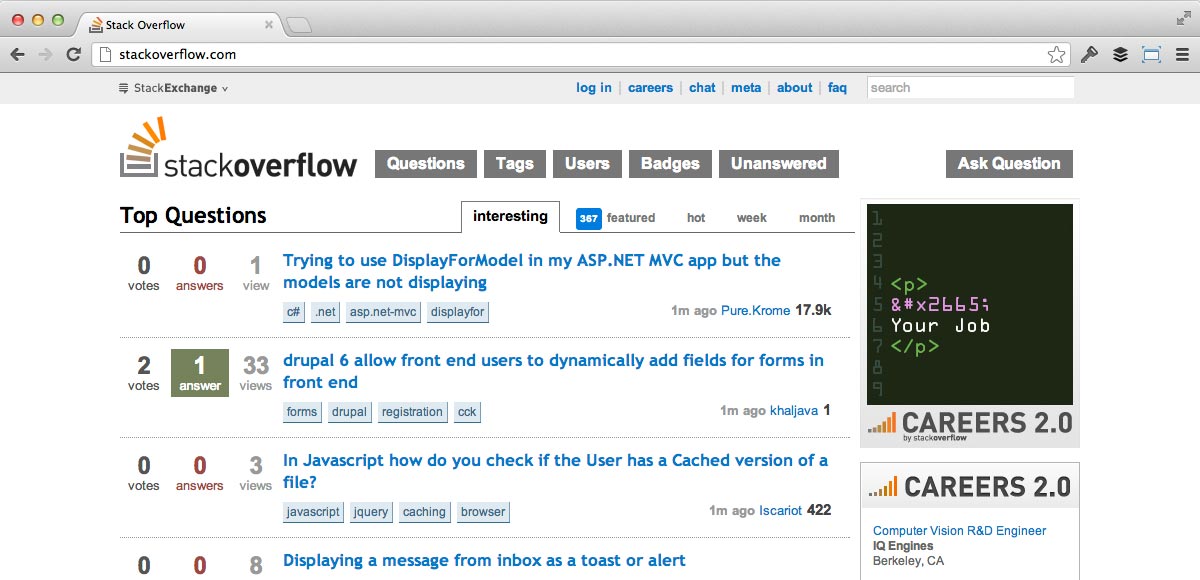 Stack Overflow
stackoverflow.com
StackExchange
log in | careers | chat | meta | about | faq
search
stackoverflow
Questions Tags Users Badges Unanswered Ask Question
Top Questions
interesting 367 featured hot week month
0 votes 0 answers 1 view
Trying to use DisplayForModel in my ASP.NET MVC app but the
models are not displaying
c# .net asp.net-mvc displayfor
1m ago Pure.Krome 17.9k
2 votes 1 answer 33 views
drupal 6 allow front end users to dynamically add fields for forms in
front end
forms drupal registration cck
1m ago khaljava 1
0 votes 0 answers 3 views
In Javascript how do you check if the User has a Cached version of a
file?
javascript jquery caching browser
1m ago Iscariot 422
0 0 8
Displaying a message from inbox as a toast or alert
1
2
3
4 <p>
5 &#x2665;
6 Your Job
7 </p>
8
9
CAREERS 2.0
by stackoverflow
CAREERS 2.0
Computer Vision R&D Engineer
IQ Engines
Berkeley, CA